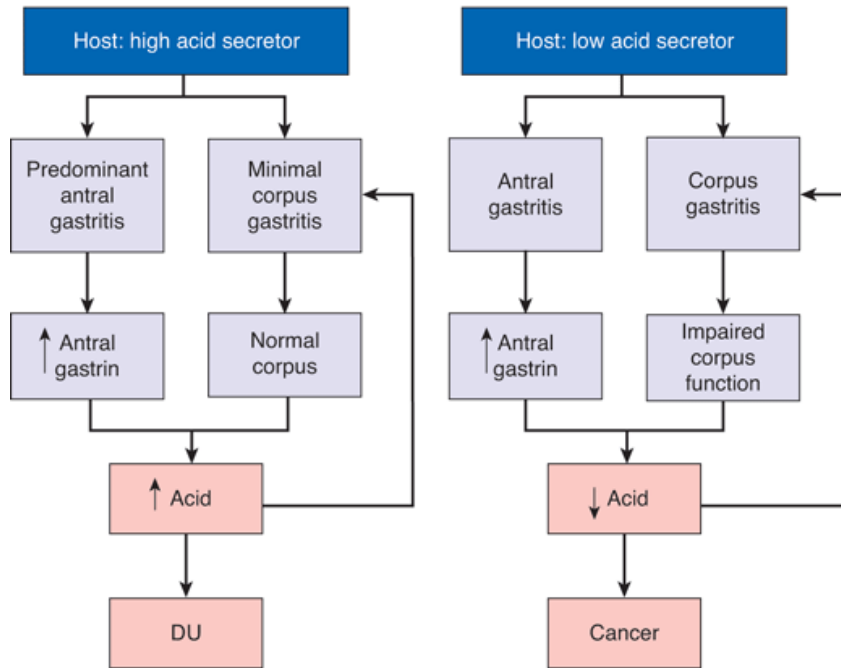 Host: high acid secretor
Predominant
antral
gastritis
Minimal
corpus
gastritis
↑ Antral
gastrin
Normal
corpus
↑ Acid
DU
Host: low acid secretor
Antral
gastritis
Corpus
gastritis
↑ Antral
gastrin
Impaired
corpus
function
↓ Acid
Cancer